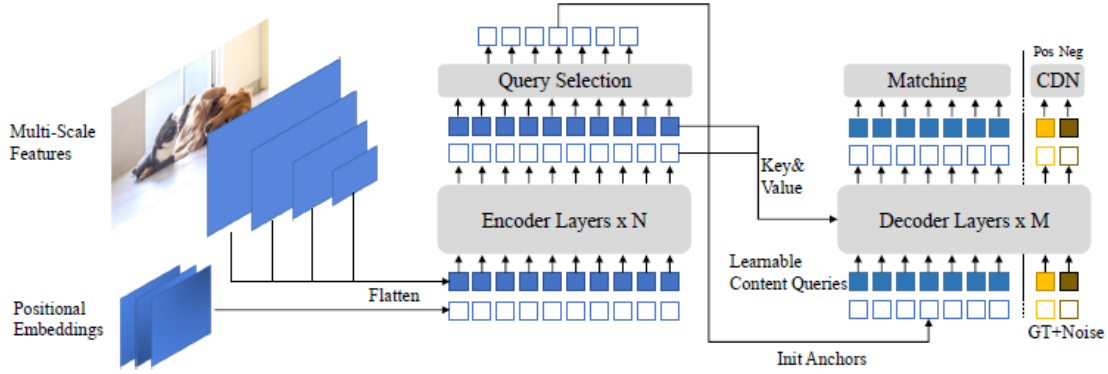 Pos Neg
Query Selection
Matching
CDN
Multi-Scale
Features
Key&
Value
Encoder Layers x N
Decoder Layers x M
Learnable
Content Queries
Flatten
Positional
Embeddings
GT+Noise
Init Anchors